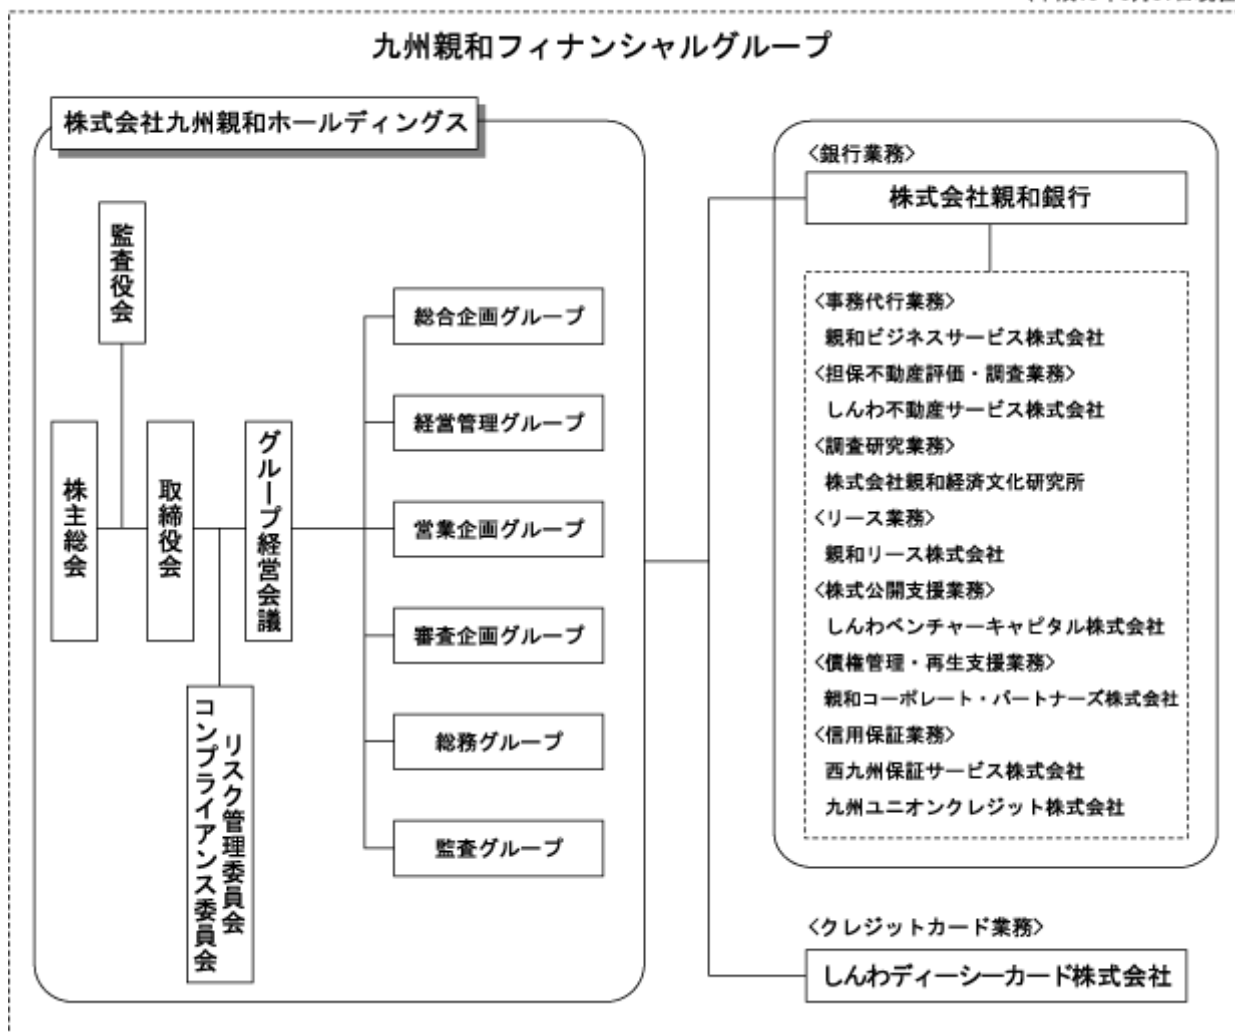 九州親和フィナンシャルグループ
株式会社九州親和ホールディングス
監査役会
株主総会
取締役会
グループ経営会議
リスク管理委員会
コンプライアンス委員会
総合企画グループ
経営管理グループ
営業企画グループ
審査企画グループ
総務グループ
監査グループ
<銀行業務>
株式会社親和銀行
<事務代行業務>
親和ビジネスサービス株式会社
<担保不動産評価・調査業務>
しんわ不動産サービス株式会社
<調査研究業務>
株式会社親和経済文化研究所
<リース業務>
親和リース株式会社
<株式公開支援業務>
しんわベンチャーキャピタル株式会社
<債権管理・再生支援業務>
親和コーポレート・パートナーズ株式会社
<信用保証業務>
西九州保証サービス株式会社
九州ユニオンクレジット株式会社
<クレジットカード業務>
しんわディーシーカード株式会社